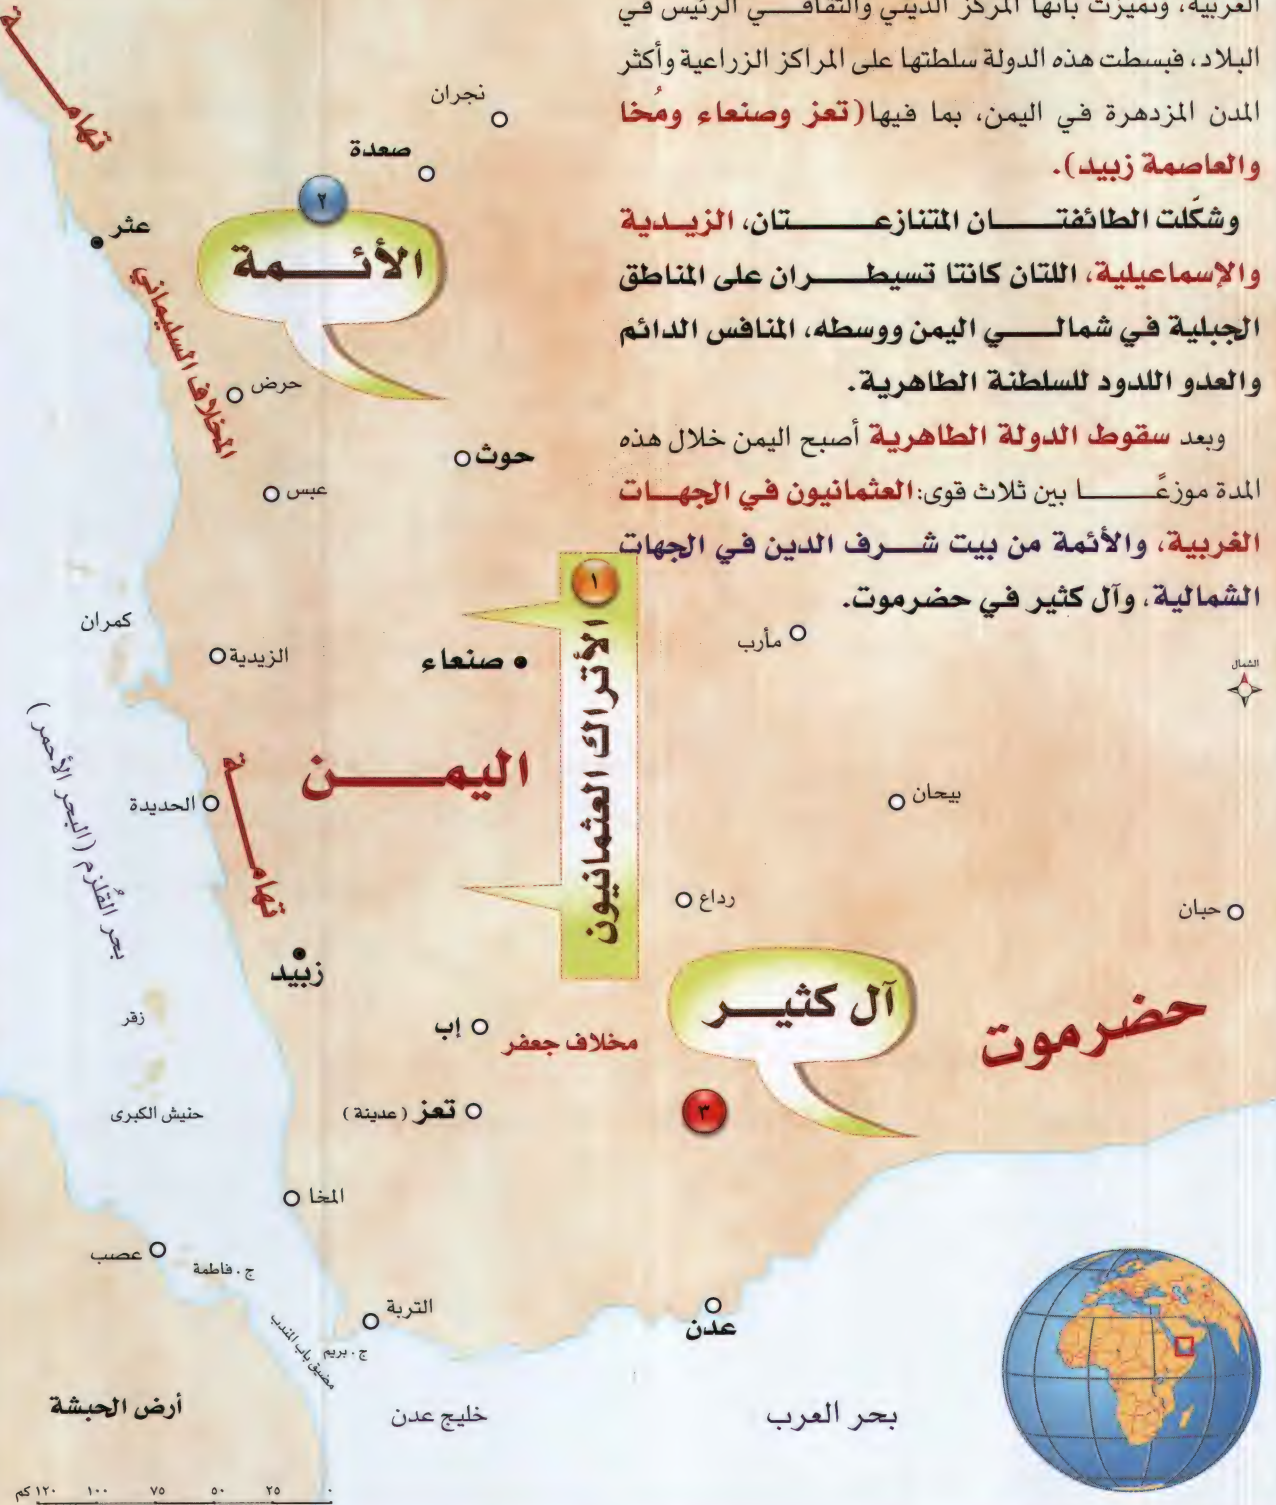 العربية، وتميزت بأنها المركز الديني والثقافي الرئيس في
البلاد، فبسطت هذه الدولة سلطتها على المراكز الزراعية وأكثر
المدن المزدهرة في اليمن، بما فيها (تعز وصنعاء ومُخا
والعاصمة زبيد).
وشكّلت الطائفتان المتنازعتان، الزيدية
والإسماعيلية، اللتان كانتا تسيطران على المناطق
الجبلية في شمالي اليمن ووسطه، المنافس الدائم
والعدو اللدود للسلطنة الطاهرية.
وبعد سقوط الدولة الطاهرية أصبح اليمن خلال هذه
المدة موزعًا بين ثلاث قوى: العثمانيون في الجهات
الغربية، والأئمة من بيت شرف الدين في الجهات
الشمالية، وآل كثير في حضرموت.
تهامة
نجران
صعدة
٢
عثر
الأئمة
المخلاف السليماني
حرض
حوث
عبس
١
الأتراك العثمانيون
كمران
الزيدية
صنعاء
مأرب
الشمال
بحر القُلزم (البحر الأحمر)
اليمن
الحديدة
تهامة
بيحان
رداع
حبان
زبيد
آل كثير
حضرموت
زقر
إب
مخلاف جعفر
حنيش الكبرى
تعز (عدينة)
٣
المخا
عصب
ج. فاطمة
التربة
ج. بريم
مضيق باب المندب
عدن
أرض الحبشة
خليج عدن
بحر العرب
١٢٠ كم ١٠٠ ٧٥ ٥٠ ٢٥ ٠